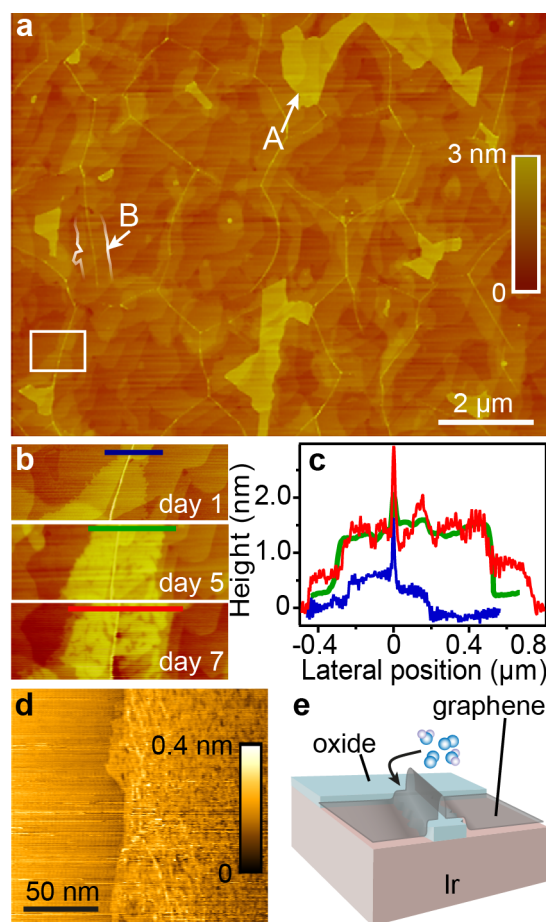 a
A
3 nm
B
0
2 µm
b
day 1
day 5
day 7
c
Height (nm)
2.0
1.0
0
-0.4
0
0.4
0.8
Lateral position (µm)
d
0.4 nm
0
50 nm
e
graphene
oxide
Ir